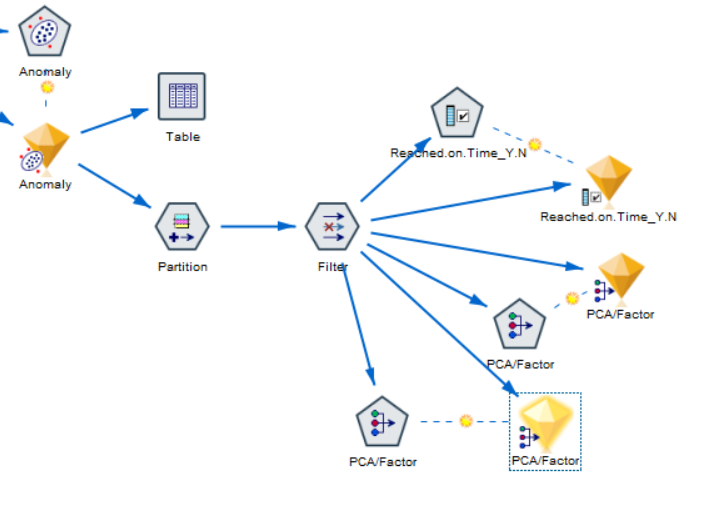 Anomaly
Table
Reached.on.Time_Y.N
Anomaly
Reached.on.Time_Y.N
Partition
Filter
PCA/Factor
PCA/Factor
PCA/Factor
PCA/Factor